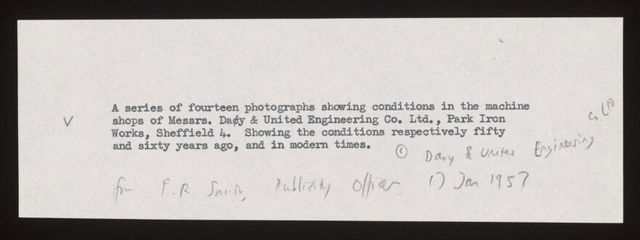 A series of fourteen photographs showing conditions in the machine
shops of Messrs. Davy & United Engineering Co. Ltd., Park Iron
Works, Sheffield 4. Showing the conditions respectively fifty
and sixty years ago, and in modern times.
V
© Davy & United Engineering Co Ltd
from F.R Smith, Publicity Officer. 17 Jan 1957